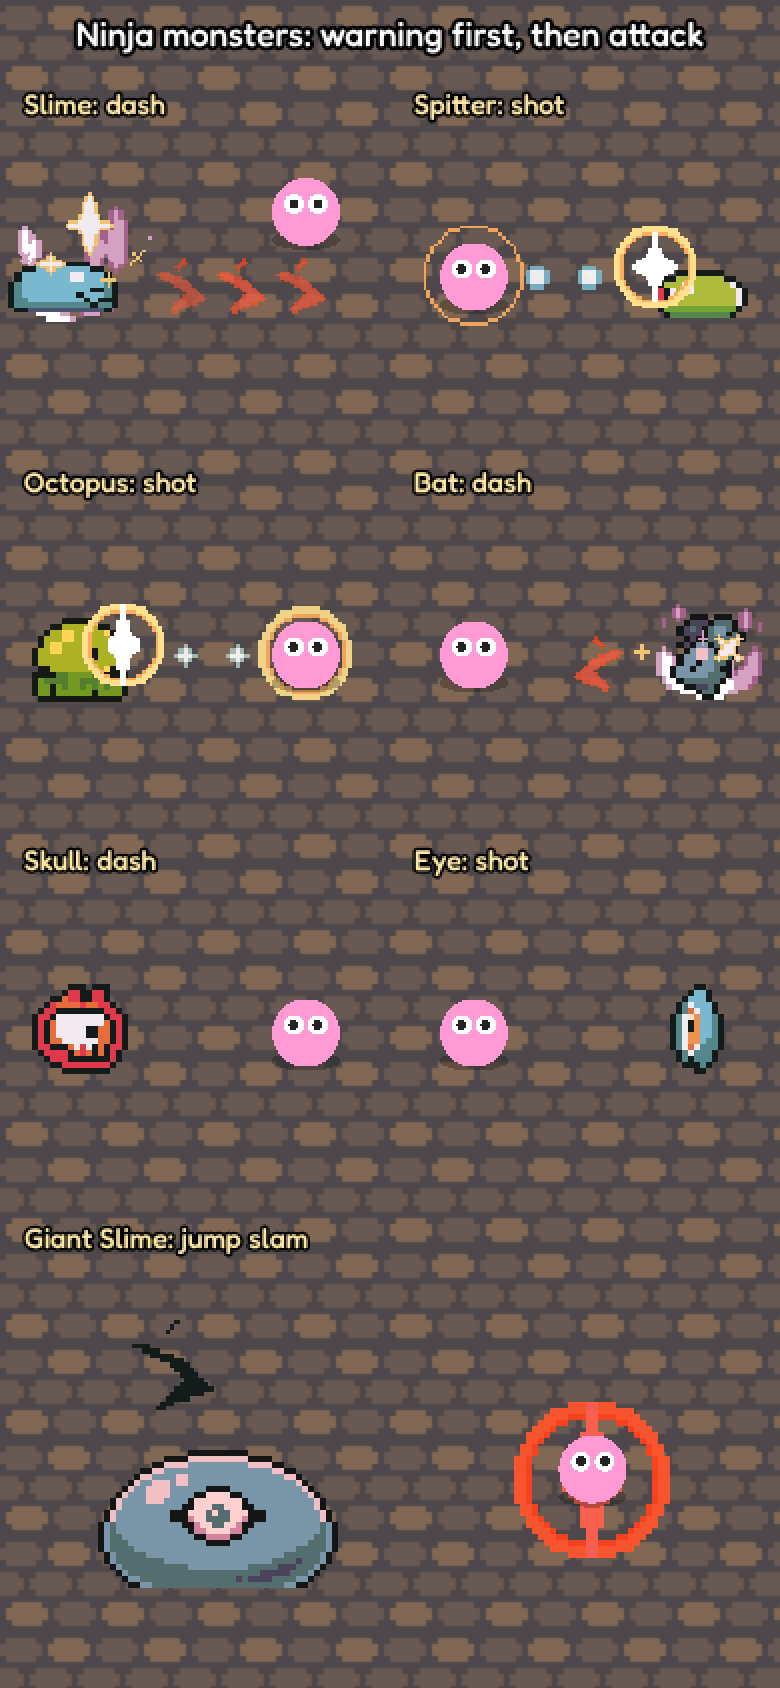 Ninja monsters: warning first, then attack
Slime: dash
Spitter: shot
Octopus: shot
Bat: dash
Skull: dash
Eye: shot
Giant Slime: jump slam